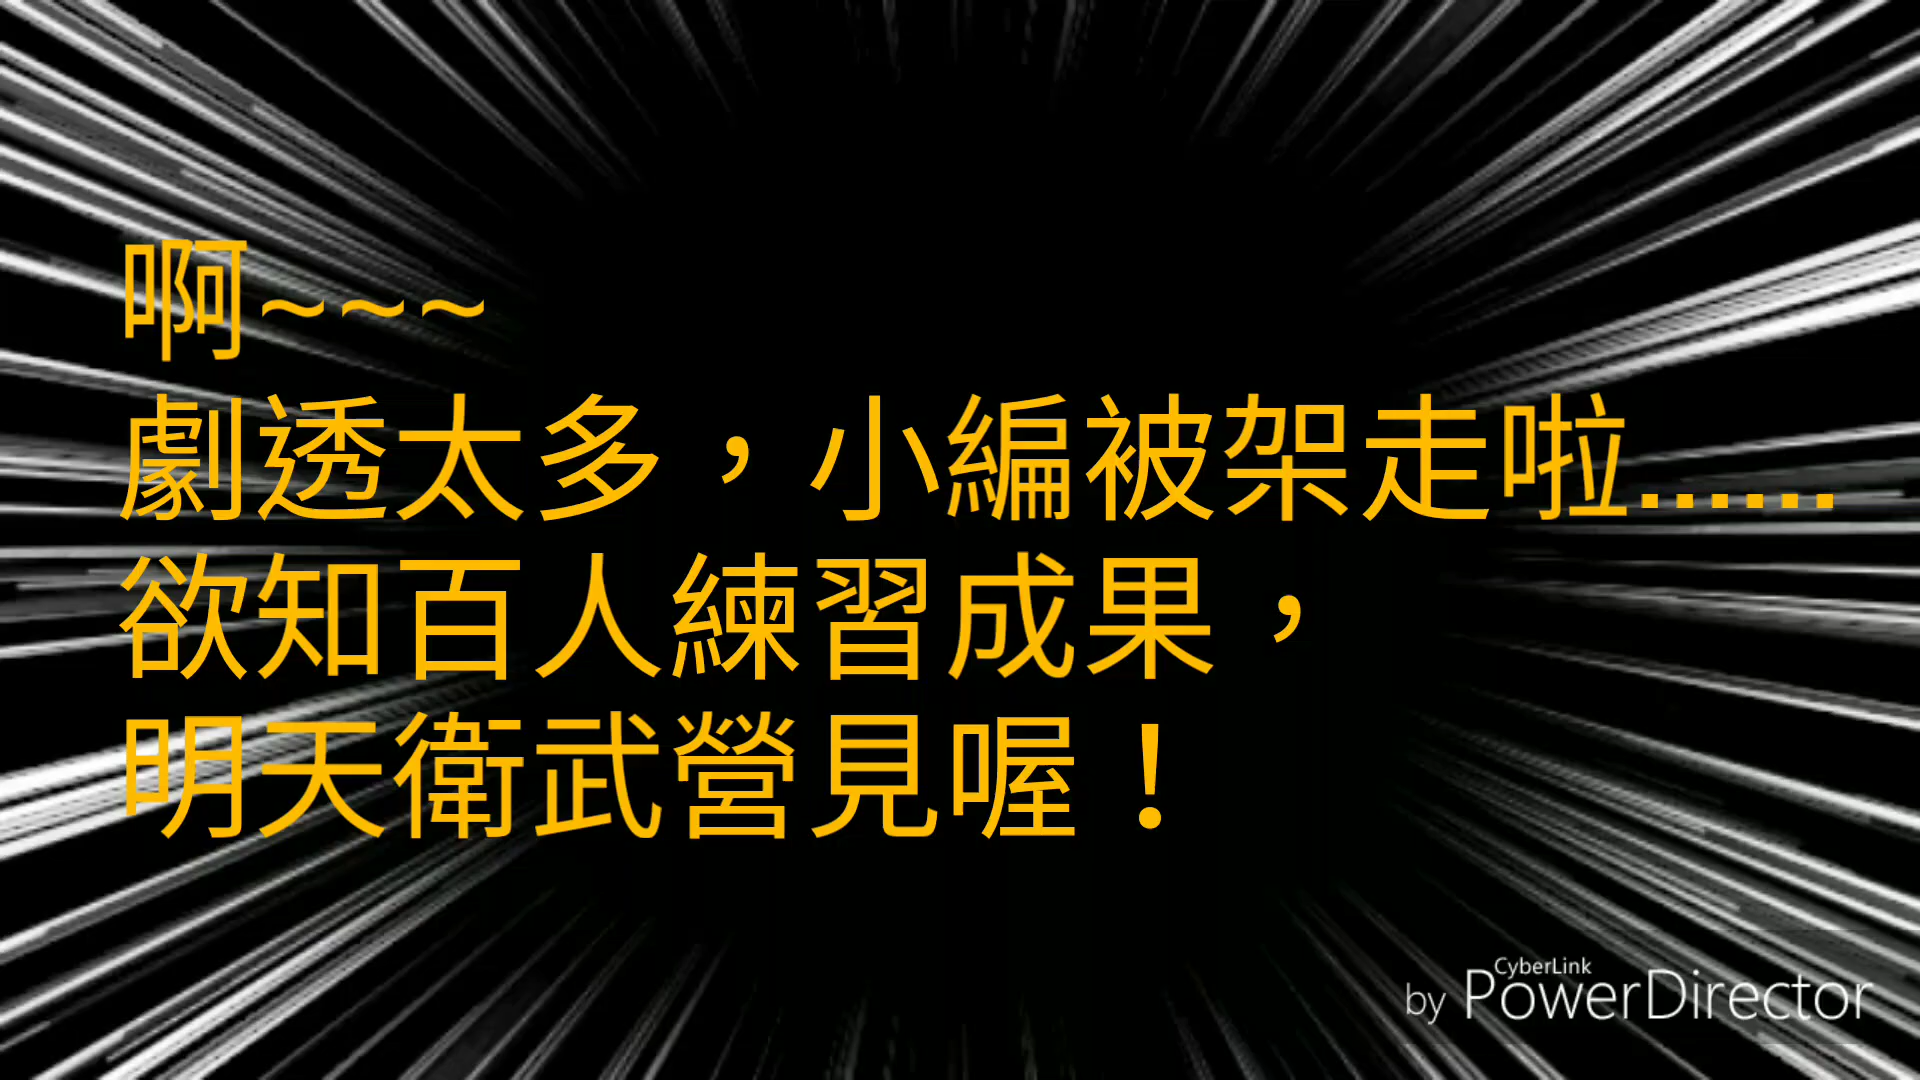 啊~~~
劇透太多，小編被架走啦......
欲知百人練習成果，
明天衛武營見喔！
CyberLink
by PowerDirector